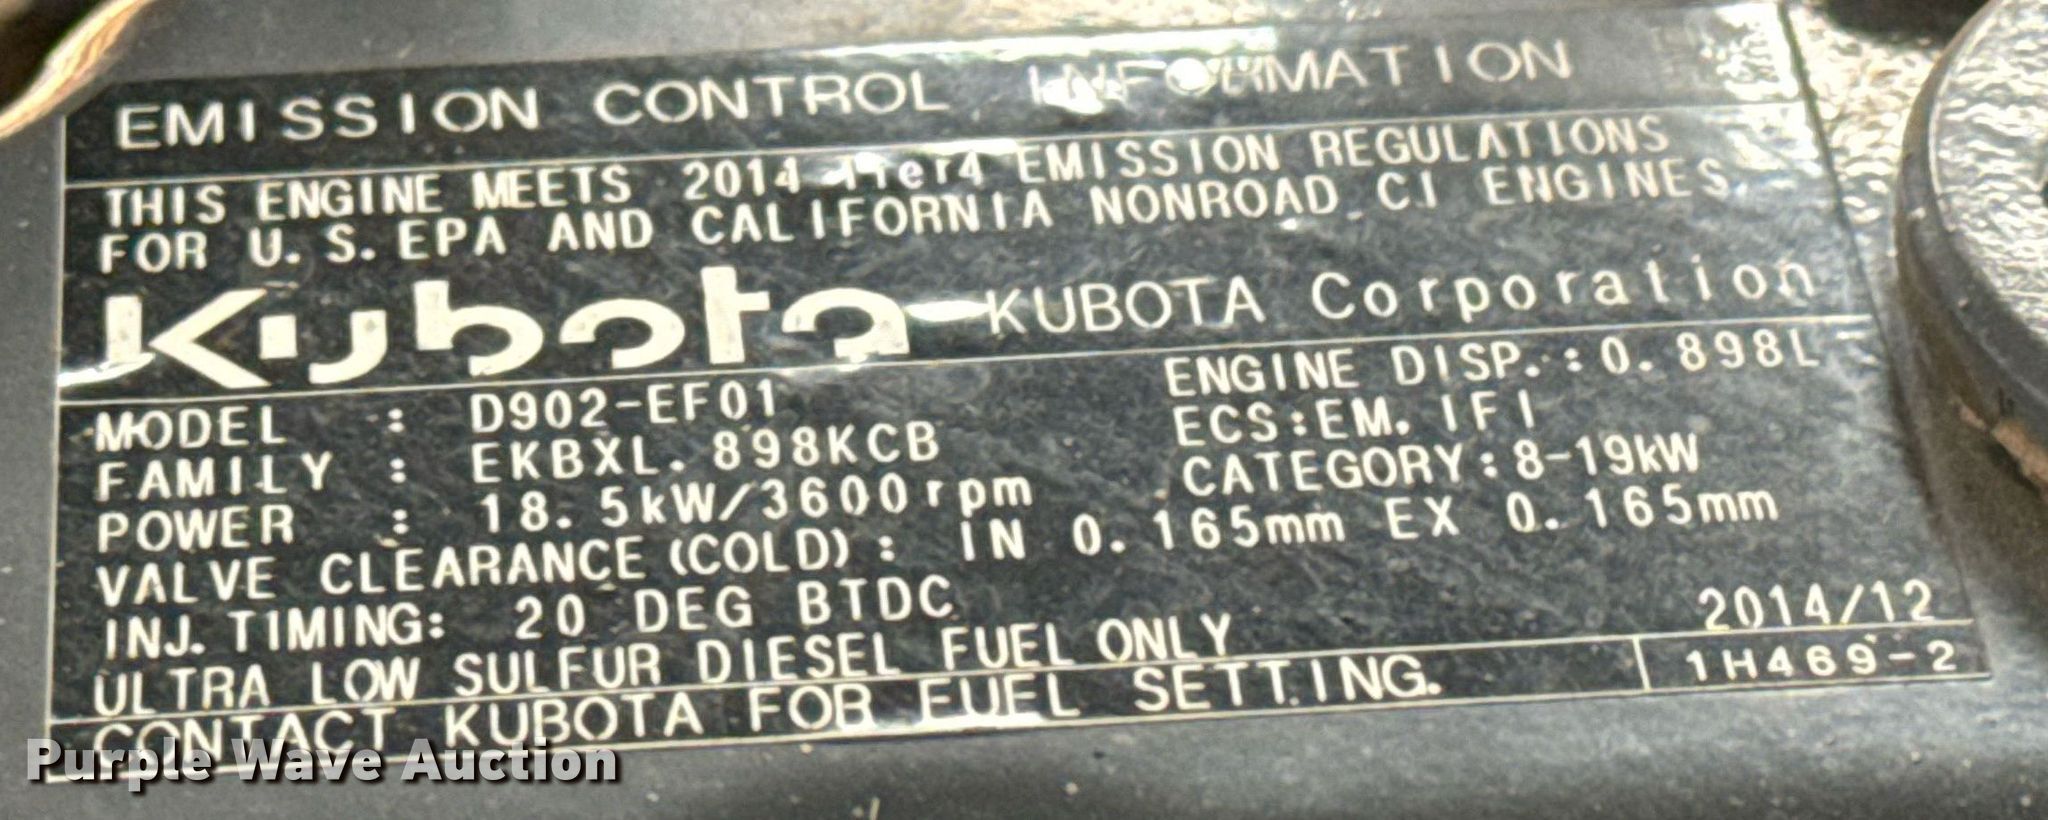 EMISSION CONTROL INFORMATION
THIS ENGINE MEETS 2014 Tier4 EMISSION REGULATIONS
FOR U.S. EPA AND CALIFORNIA NONROAD CI ENGINES.
Kubota KUBOTA Corporation
MODEL : D902-EF01 ENGINE DISP. : 0.898L
FAMILY : EKBXL.898KCB ECS:EM, IFI
POWER : 18.5kW/3600rpm CATEGORY:8-19kW
VALVE CLEARANCE (COLD): IN 0.165mm EX 0.165mm
INJ. TIMING: 20 DEG BTDC
ULTRA LOW SULFUR DIESEL FUEL ONLY 2014/12
CONTACT KUBOTA FOR FUEL SETTING. 1H469-2
Purple Wave Auction